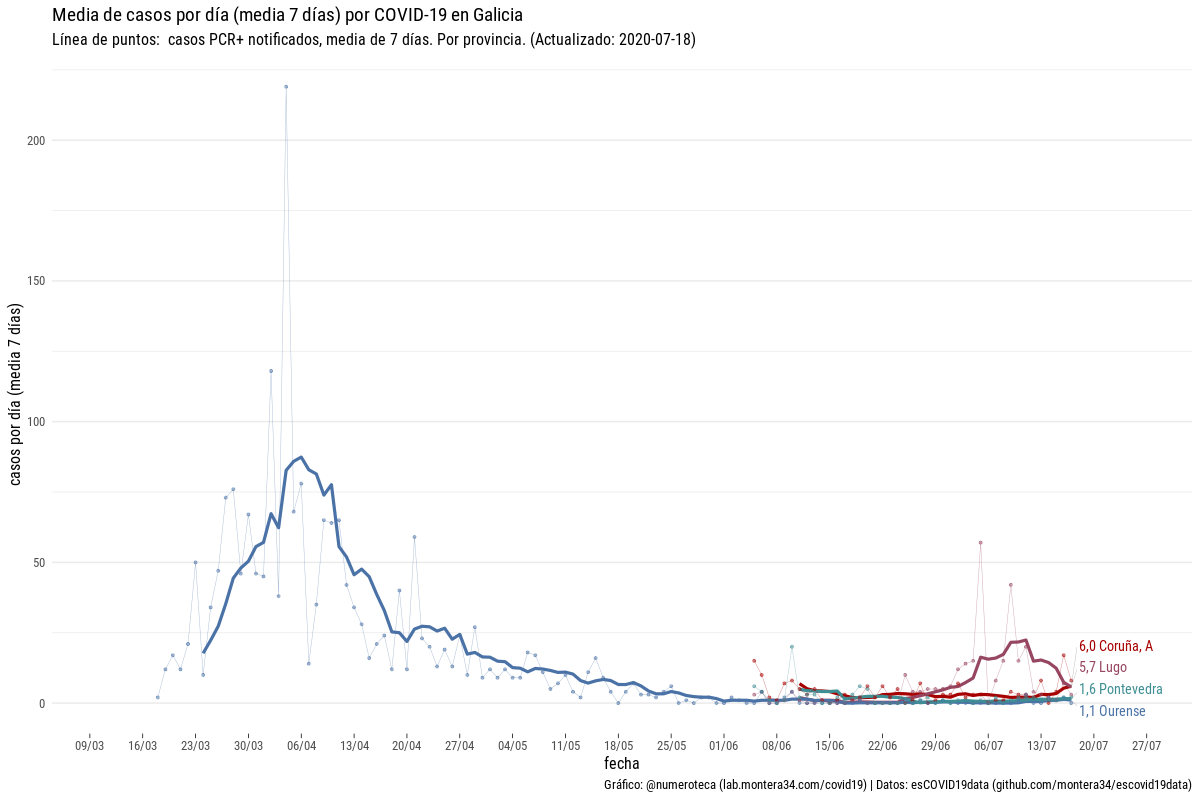 Media de casos por día (media 7 días) por COVID-19 en Galicia
Línea de puntos:  casos PCR+ notificados, media de 7 días. Por provincia. (Actualizado: 2020-07-18)
casos por día (media 7 días)
200
150
100
50
0
6,0 Coruña, A
5,7 Lugo
1,6 Pontevedra
1,1 Ourense
09/03 16/03 23/03 30/03 06/04 13/04 20/04 27/04 04/05 11/05 18/05 25/05 01/06 08/06 15/06 22/06 29/06 06/07 13/07 20/07 27/07
fecha
Gráfico: @numeroteca (lab.montera34.com/covid19) | Datos: esCOVID19data (github.com/montera34/escovid19data)